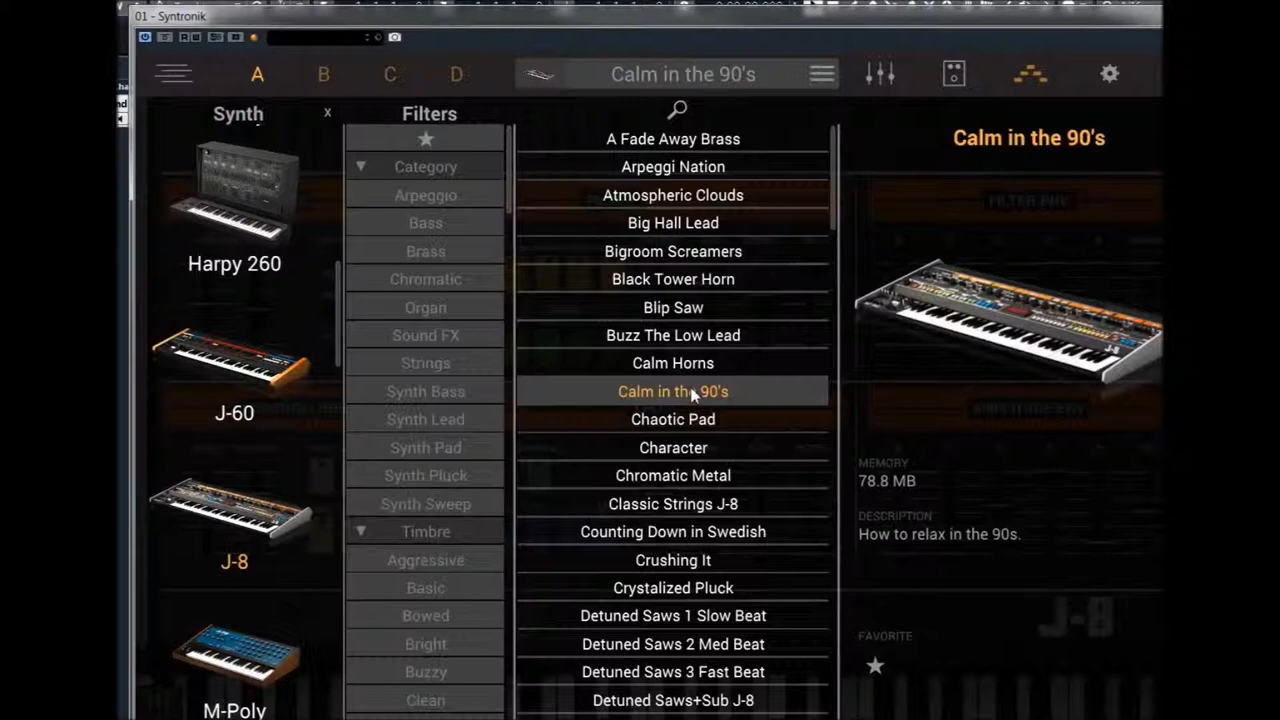 01 - Syntronik
A
B
C
D
Calm in the 90's
Synth
x
Harpy 260
J-60
J-8
M-Poly
Filters
Category
Arpeggio
Bass
Brass
Chromatic
Organ
Sound FX
Strings
Synth Bass
Synth Lead
Synth Pad
Synth Pluck
Synth Sweep
Timbre
Aggressive
Basic
Bowed
Bright
Buzzy
Clean
A Fade Away Brass
Arpeggi Nation
Atmospheric Clouds
Big Hall Lead
Bigroom Screamers
Black Tower Horn
Blip Saw
Buzz The Low Lead
Calm Horns
Calm in the 90's
Chaotic Pad
Character
Chromatic Metal
Classic Strings J-8
Counting Down in Swedish
Crushing It
Crystalized Pluck
Detuned Saws 1 Slow Beat
Detuned Saws 2 Med Beat
Detuned Saws 3 Fast Beat
Detuned Saws+Sub J-8
Calm in the 90's
FILTER ENV
MEMORY
78.8 MB
DESCRIPTION
How to relax in the 90s.
J-8
FAVORITE